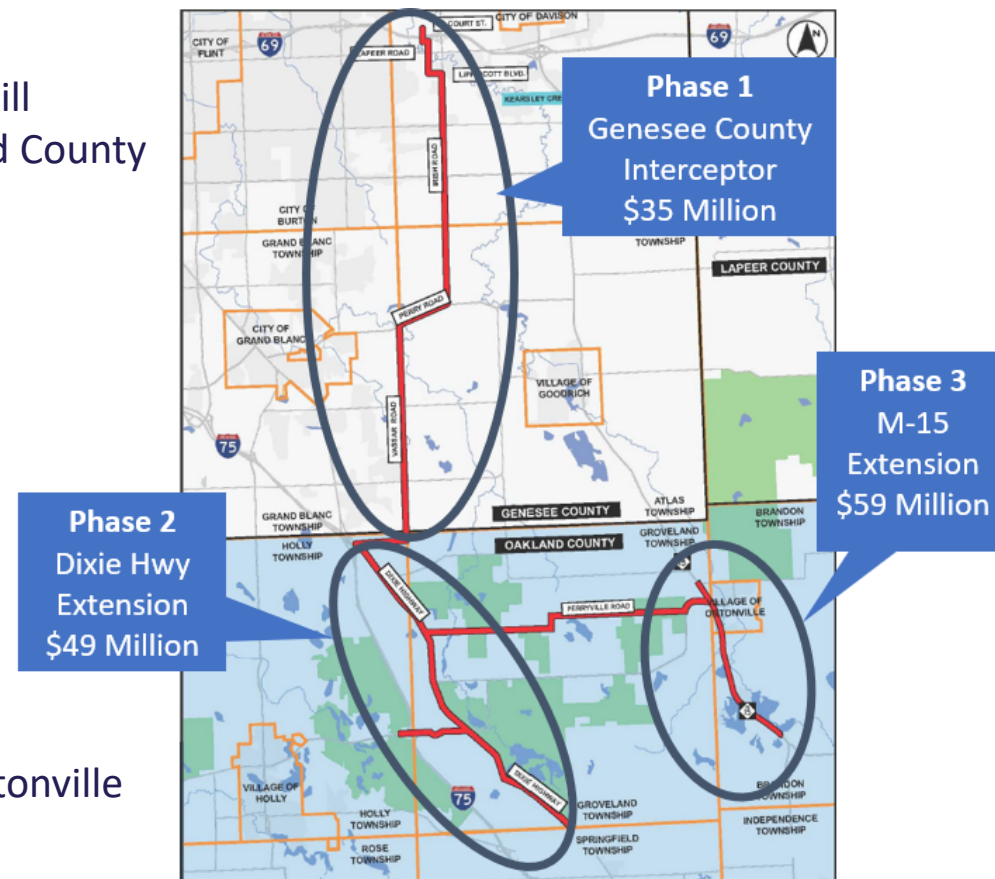 ill
d County
tonville
COURT ST.
CITY OF DAVISON
CITY OF
FLINT
69
LAPEER ROAD
69
N
BLVD.
KEARSLEY
Phase 1
Genesee County
Interceptor
$35 Million
IRISH ROAD
CITY OF
BURTON
GRAND BLANC
TOWNSHIP
TOWNSHIP
LAPEER COUNTY
PERRY ROAD
CITY OF
GRAND BLANC
VILLAGE OF
GOODRICH
VASSAR ROAD
75
Phase 3
M-15
Extension
$59 Million
Phase 2
Dixie Hwy
Extension
$49 Million
GRAND BLANC
TOWNSHIP
GENESEE COUNTY
ATLAS
TOWNSHIP
BRANDON
TOWNSHIP
HOLLY
TOWNSHIP
OAKLAND COUNTY
GROVELAND
TOWNSHIP
DIXIE HIGHWAY
PERRYVILLE ROAD
VILLAGE OF
ORTONVILLE
VILLAGE OF
HOLLY
75
DIXIE HIGHWAY
HOLLY
TOWNSHIP
GROVELAND
TOWNSHIP
BRANDON
TOWNSHIP
INDEPENDENCE
TOWNSHIP
ROSE
TOWNSHIP
SPRINGFIELD
TOWNSHIP